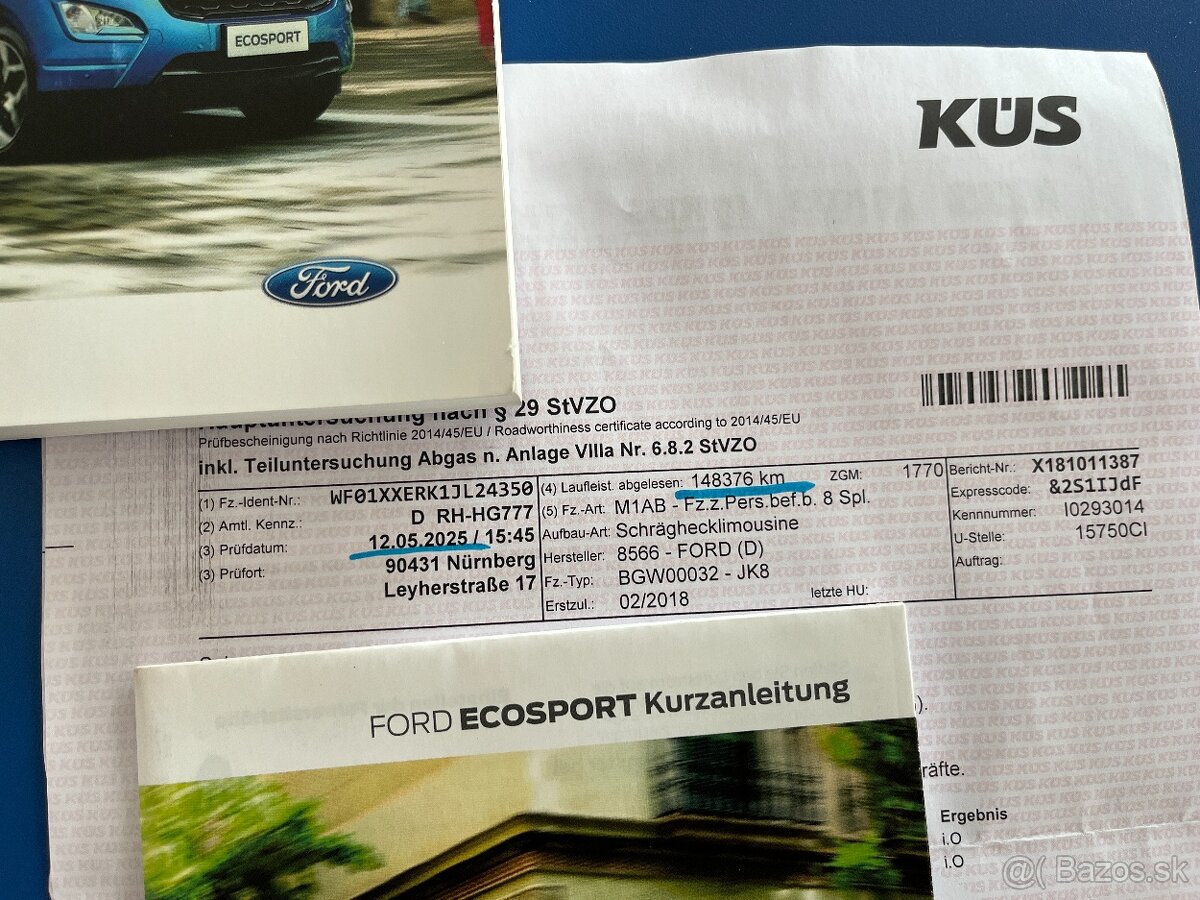 ECOSPORT
Ford
KÜS
Hauptuntersuchung nach § 29 StVZO
Prüfbescheinigung nach Richtlinie 2014/45/EU / Roadworthiness certificate according to 2014/45/EU
inkl. Teiluntersuchung Abgas n. Anlage VIIIa Nr. 6.8.2 StVZO
(1) Fz.-Ident-Nr.: WF01XXERK1JL24350
(2) Amtl. Kennz.: D RH-HG777
(3) Prüfdatum: 12.05.2025 / 15:45
(3) Prüfort: 90431 Nürnberg
Leyherstraße 17
(4) Laufleist. abgelesen: 148376 km ZGM: 1770
(5) Fz.-Art: M1AB - Fz.z.Pers.bef.b. 8 Spl.
Aufbau-Art: Schräghecklimousine
Hersteller: 8566 - FORD (D)
Fz.-Typ: BGW00032 - JK8
Erstzul.: 02/2018 letzte HU:
Bericht-Nr.: X181011387
Expresscode: &2S1IJdF
Kennnummer: I0293014
U-Stelle: 15750CI
Auftrag:
FORD ECOSPORT Kurzanleitung
).
räfte.
Ergebnis
i.O
i.O
@( Bazos.sk